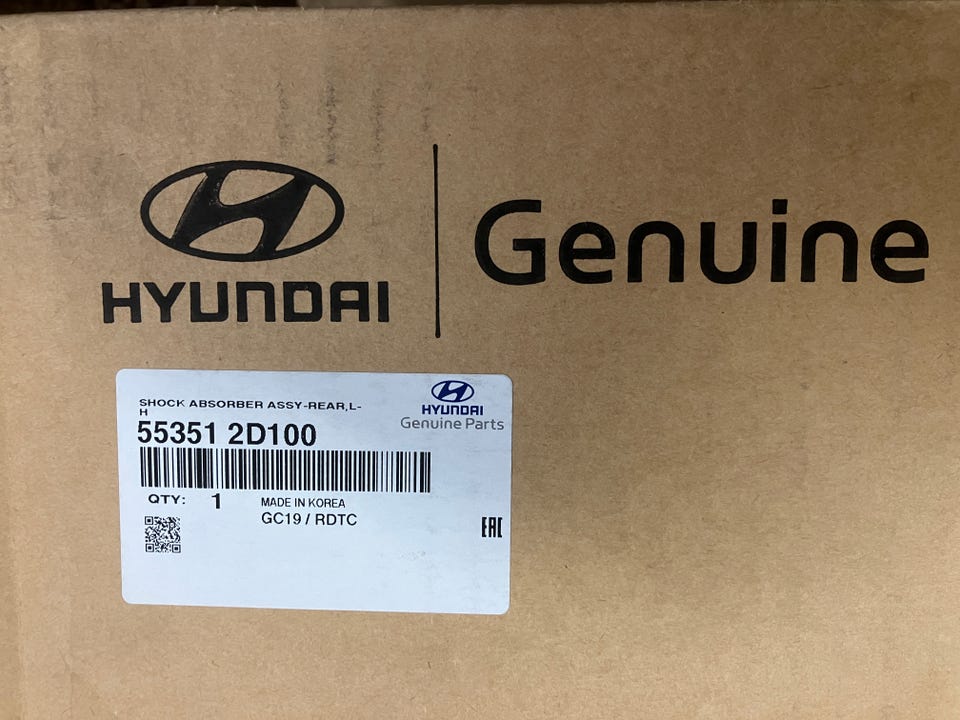 HYUNDAI
Genuine
SHOCK ABSORBER ASSY-REAR,L-
H
HYUNDAI
Genuine Parts
55351 2D100
QTY: 1
MADE IN KOREA
GC19 / RDTC
EAC